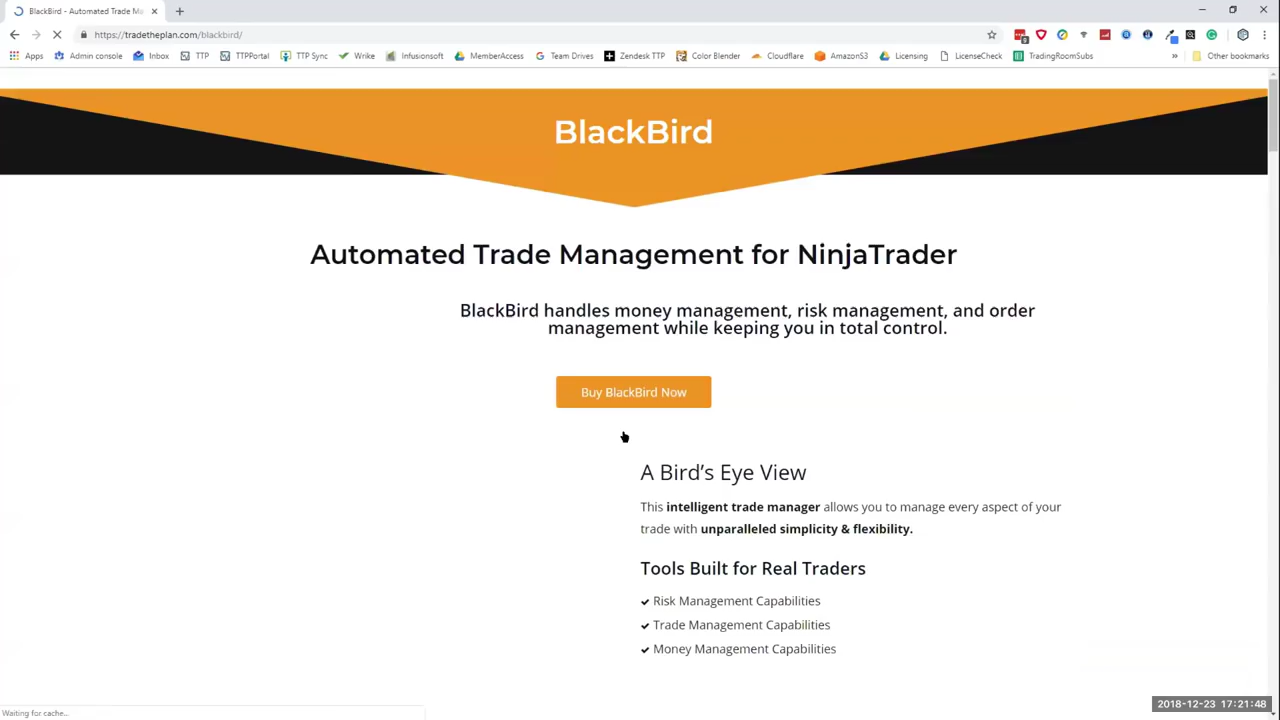 BlackBird - Automated Trade Ma
https://tradetheplan.com/blackbird/
Apps Admin console Inbox TTP TTPPortal TTP Sync Wrike Infusionsoft MemberAccess Team Drives Zendesk TTP Color Blender Cloudflare AmazonS3 Licensing LicenseCheck TradingRoomSubs » Other bookmarks
BlackBird
Automated Trade Management for NinjaTrader
BlackBird handles money management, risk management, and order
management while keeping you in total control.
Buy BlackBird Now
A Bird's Eye View
This intelligent trade manager allows you to manage every aspect of your
trade with unparalleled simplicity & flexibility.
Tools Built for Real Traders
Risk Management Capabilities
Trade Management Capabilities
Money Management Capabilities
Waiting for cache...
2018-12-23 17:21:48